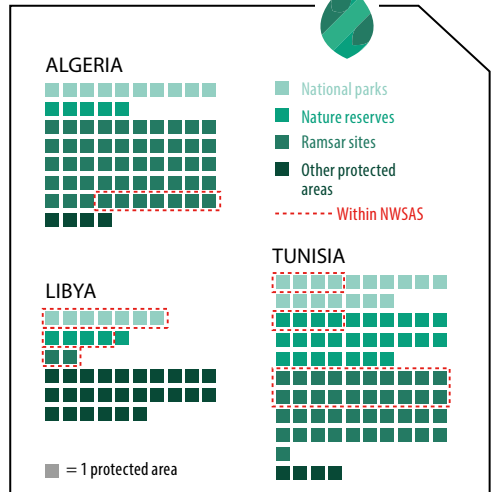 ALGERIA
National parks
Nature reserves
Ramsar sites
Other protected
areas
Within NWSAS
TUNISIA
LIBYA
= 1 protected area